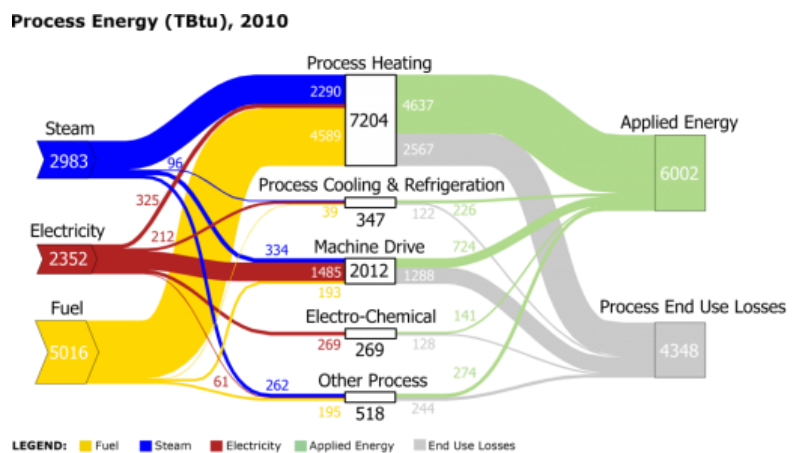 Process Energy (TBtu), 2010
Process Heating
2290
4589
7204
4637
2567
Steam
2983
96
325
Applied Energy
6002
Process Cooling & Refrigeration
39
347
122
226
Electricity
2352
212
Machine Drive
334
1485
193
2012
724
1288
Fuel
5016
Electro-Chemical
269
269
141
128
Process End Use Losses
4348
61
Other Process
262
195
518
274
244
LEGEND: Fuel Steam Electricity Applied Energy End Use Losses